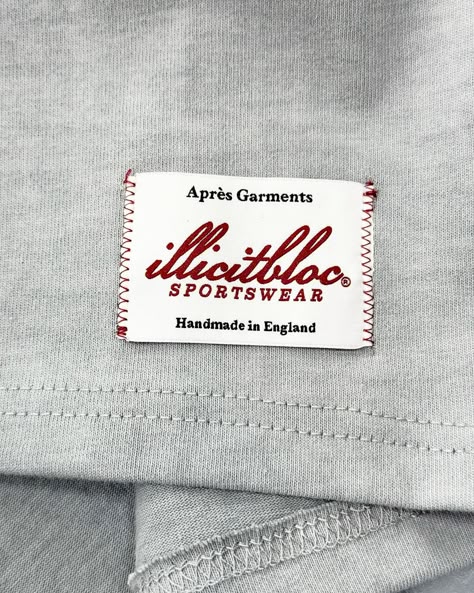 Après Garments
illicitbloc®
SPORTSWEAR
Handmade in England